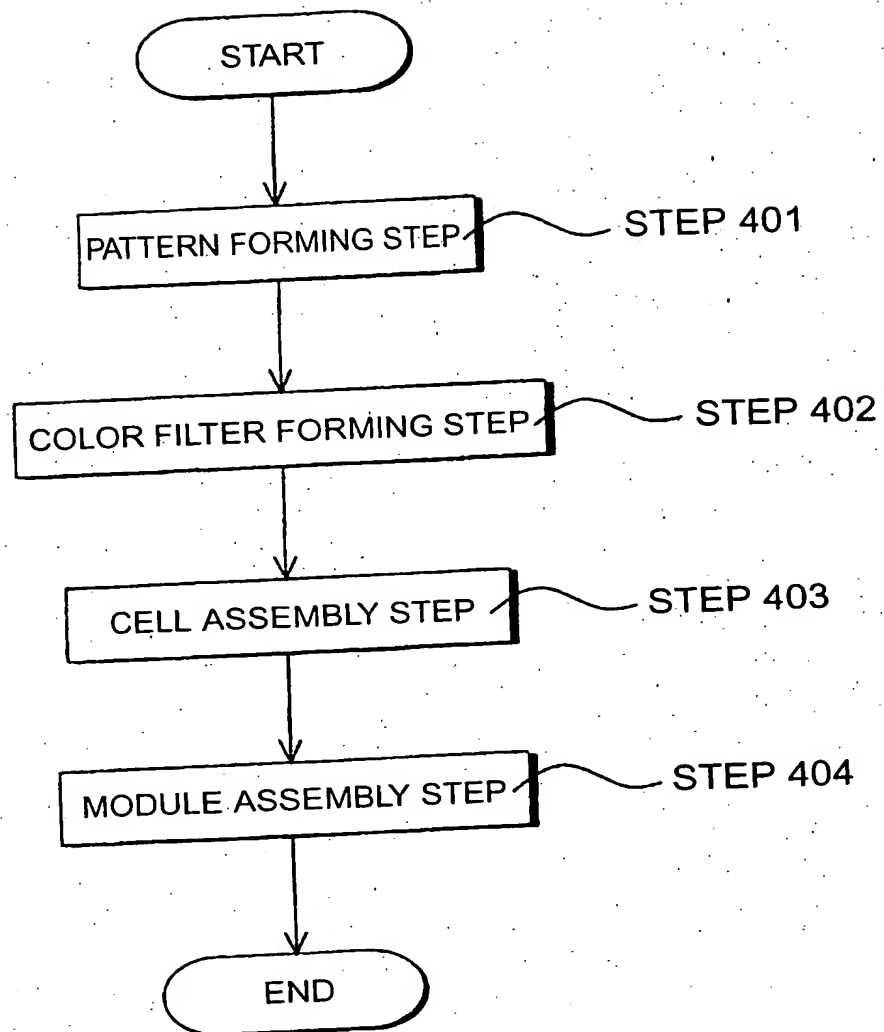 START
PATTERN FORMING STEP
STEP 401
COLOR FILTER FORMING STEP
STEP 402
CELL ASSEMBLY STEP
STEP 403
MODULE ASSEMBLY STEP
STEP 404
END